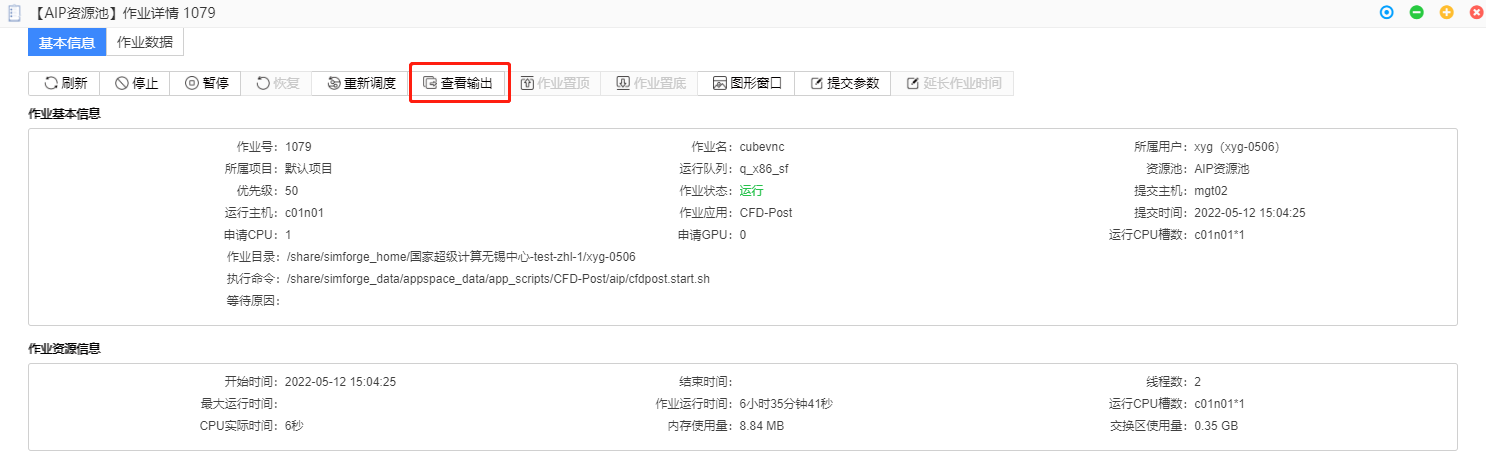 【AIP资源池】作业详情 1079
基本信息 作业数据
刷新 停止 暂停 恢复 重新调度 查看输出 作业置顶 作业置底 图形窗口 提交参数 延长作业时间
作业基本信息
作业号： 1079 作业名： cubevnc 所属用户： xyg（xyg-0506）
所属项目： 默认项目 运行队列： q_x86_sf 资源池： AIP资源池
优先级： 50 作业状态： 运行 提交主机： mgt02
运行主机： c01n01 作业应用： CFD-Post 提交时间： 2022-05-12 15:04:25
申请CPU： 1 申请GPU： 0 运行CPU槽数： c01n01*1
作业目录： /share/simforge_home/国家超级计算无锡中心-test-zhl-1/xyg-0506
执行命令： /share/simforge_data/appspace_data/app_scripts/CFD-Post/aip/cfdpost.start.sh
等待原因：
作业资源信息
开始时间： 2022-05-12 15:04:25 结束时间： 线程数： 2
最大运行时间： 作业运行时间： 6小时35分钟41秒 运行CPU槽数： c01n01*1
CPU实际时间： 6秒 内存使用量： 8.84 MB 交换区使用量： 0.35 GB